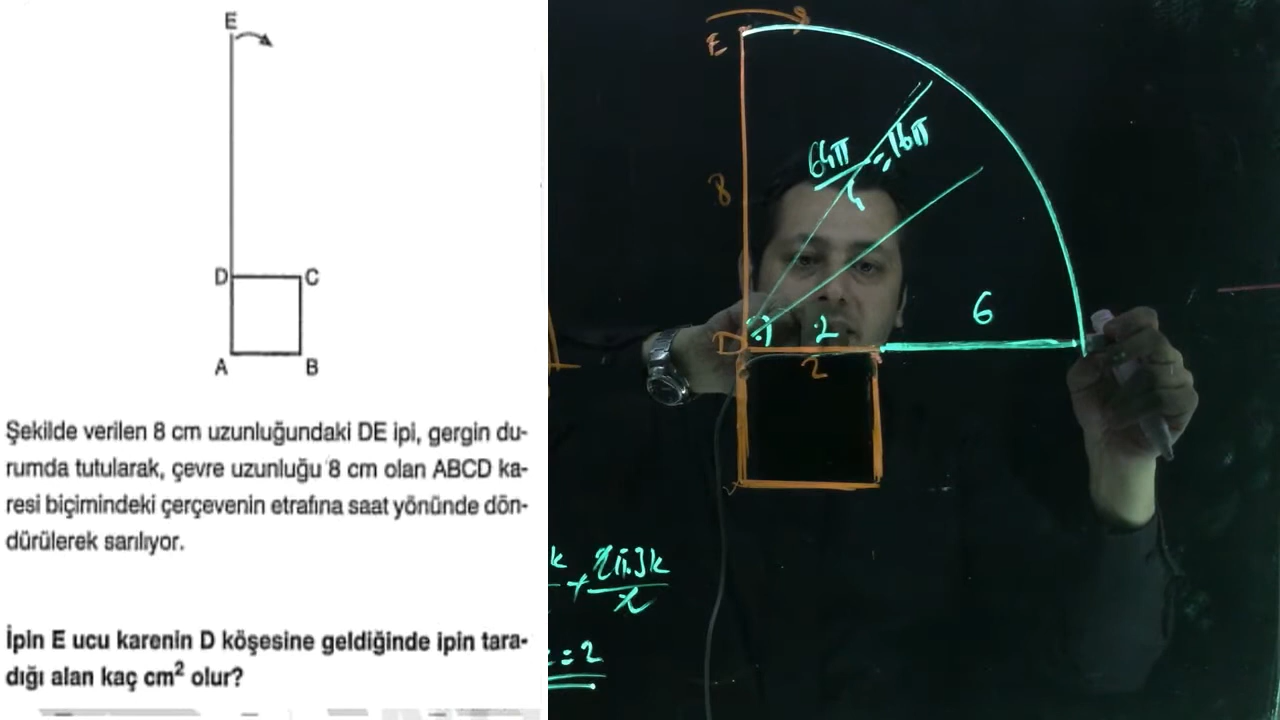 E
D C
A B
Şekilde verilen 8 cm uzunluğundaki DE ipi, gergin du-
rumda tutularak, çevre uzunluğu 8 cm olan ABCD ka-
resi biçimindeki çerçevenin etrafına saat yönünde dön-
dürülerek sarılıyor.
İpin E ucu karenin D köşesine geldiğinde ipin tara-
dığı alan kaç cm² olur?
E
64π/4 = 16π
8
6
2
D
2
= 2